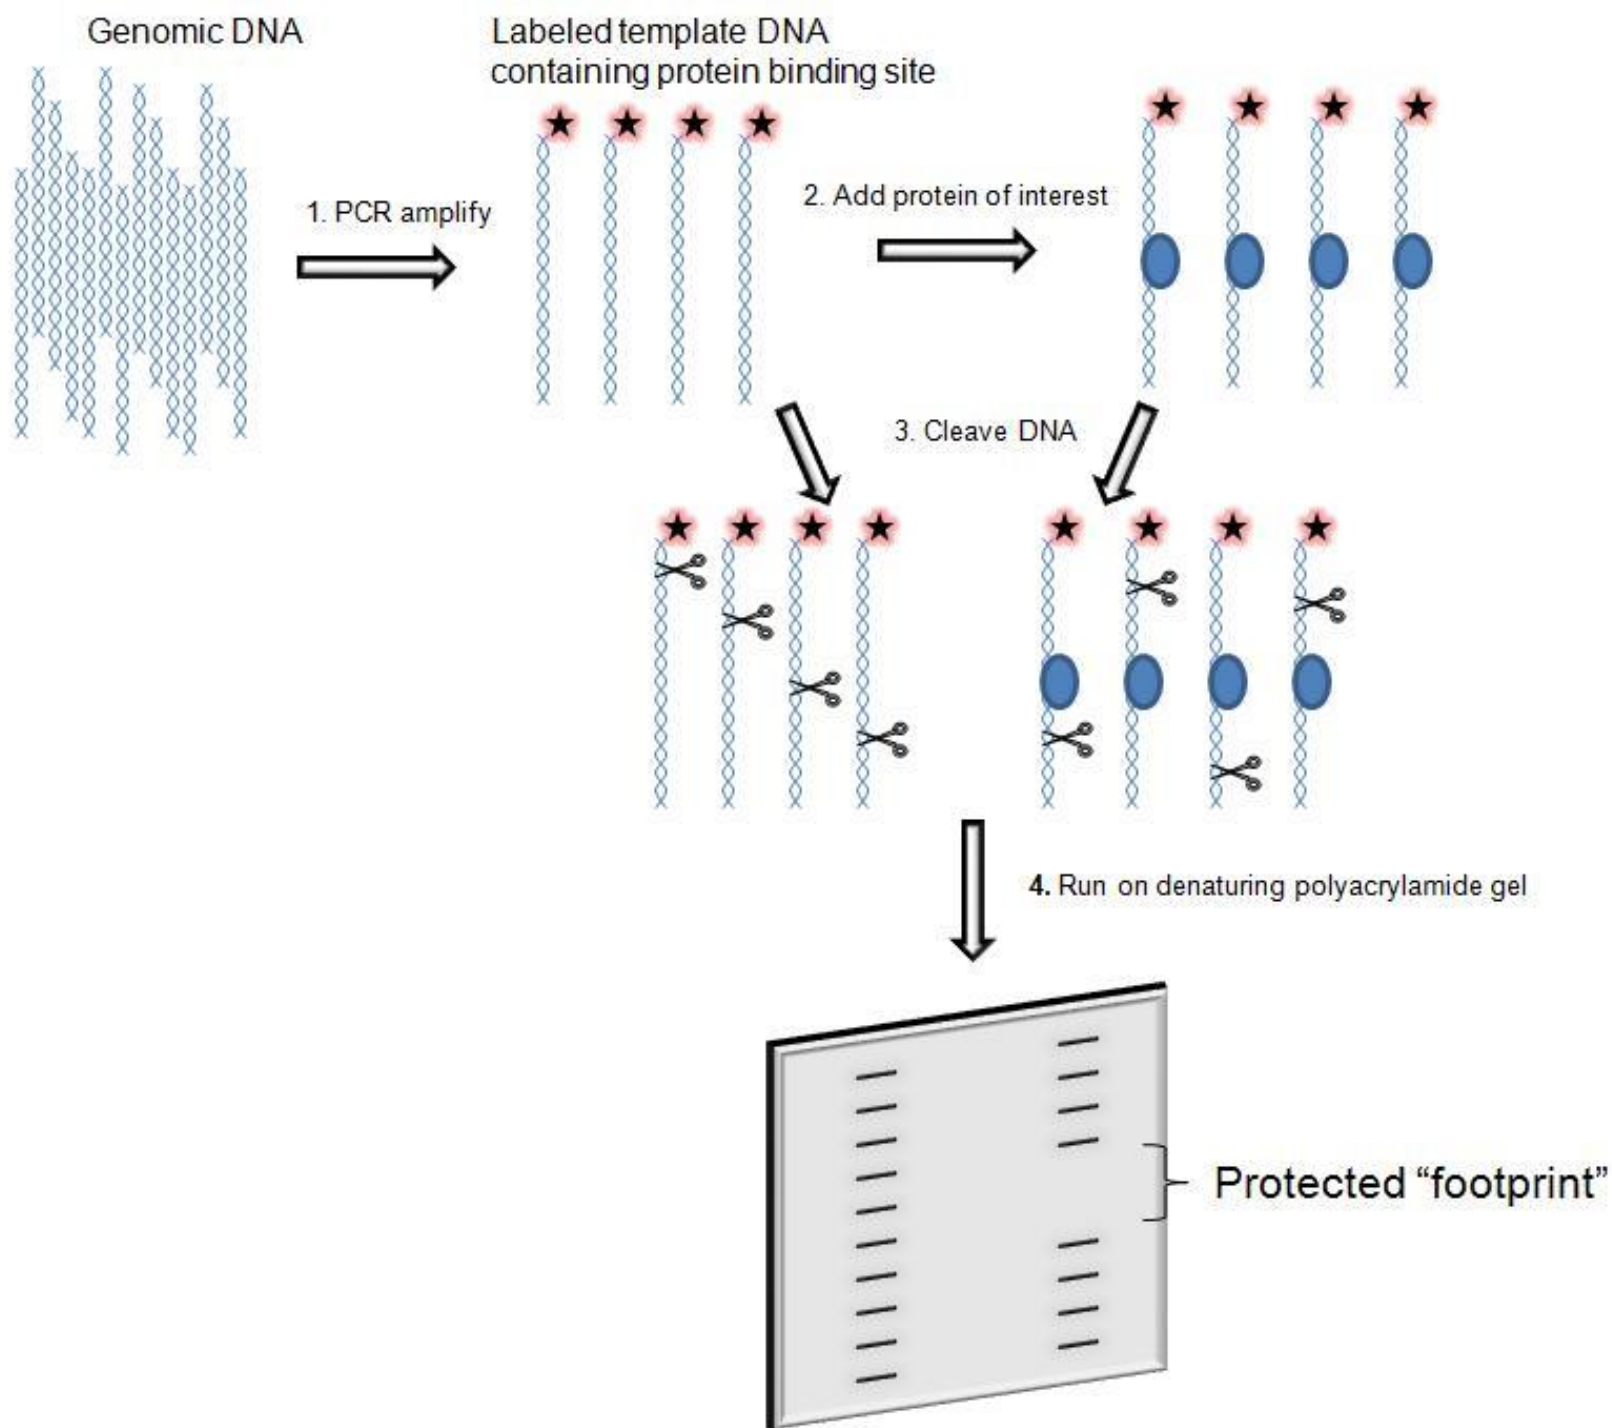 Genomic DNA
Labeled template DNA
containing protein binding site
1. PCR amplify
2. Add protein of interest
3. Cleave DNA
4. Run on denaturing polyacrylamide gel
Protected “footprint”